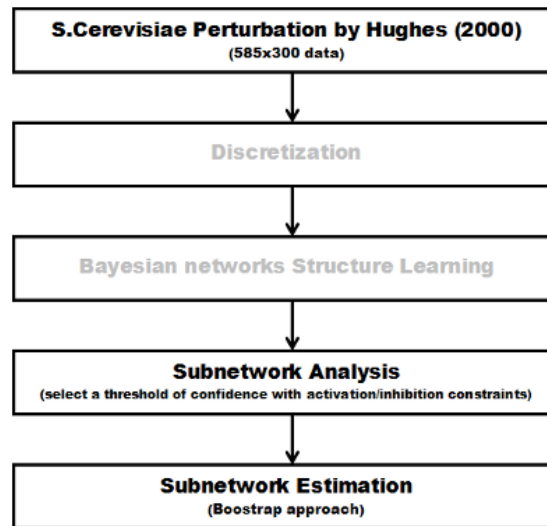 S.Cerevisiae Perturbation by Hughes (2000)
(585x300 data)
Discretization
Bayesian networks Structure Learning
Subnetwork Analysis
(select a threshold of confidence with activation/inhibition constraints)
Subnetwork Estimation
(Boostrap approach)